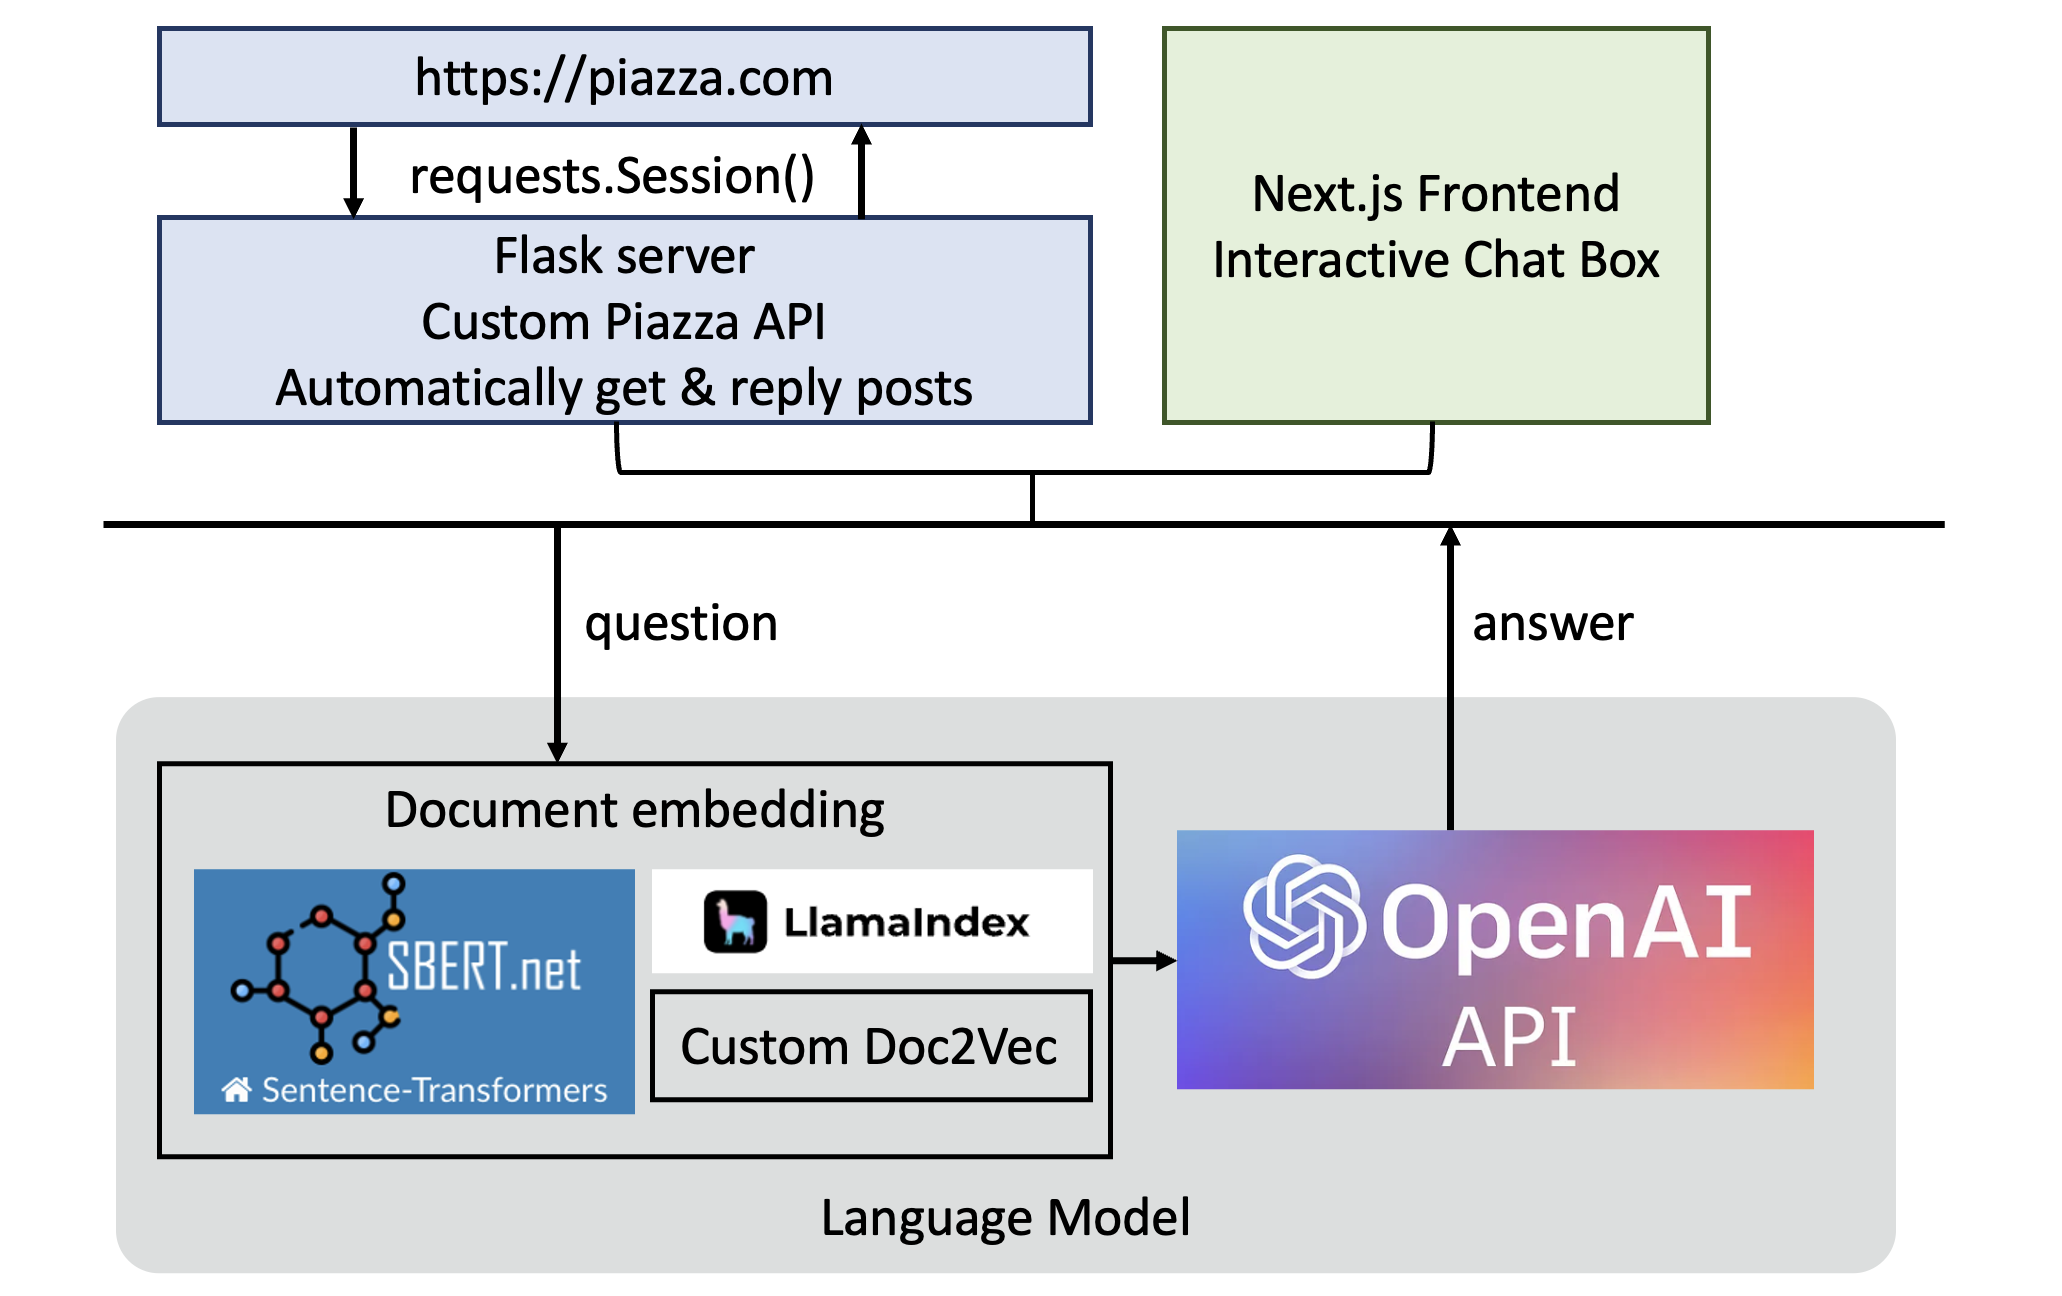 https://piazza.com
requests.Session()
Flask server
Custom Piazza API
Automatically get & reply posts
Next.js Frontend
Interactive Chat Box
question
answer
Document embedding
SBERT.net
Sentence-Transformers
LlamaIndex
Custom Doc2Vec
OpenAI
API
Language Model